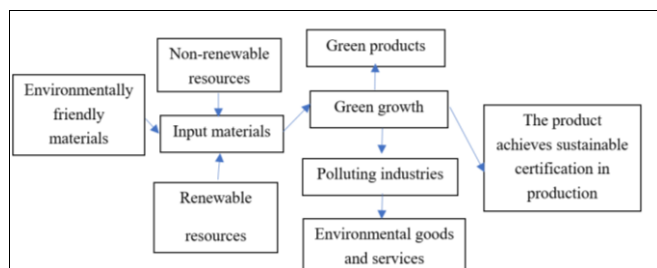 Green products
Non-renewable
resources
Environmentally
friendly
materials
Input materials
Green growth
The product
achieves sustainable
certification in
production
Polluting industries
Renewable
resources
Environmental goods
and services